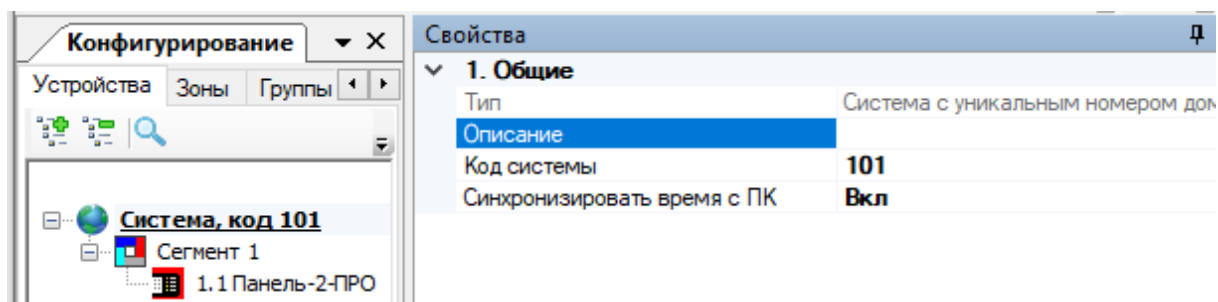 Конфигурирование
Устройства Зоны Группы
Система, код 101
Сегмент 1
1.1 Панель-2-ПРО
Свойства
1. Общие
Тип Система с уникальным номером дом
Описание
Код системы 101
Синхронизировать время с ПК Вкл